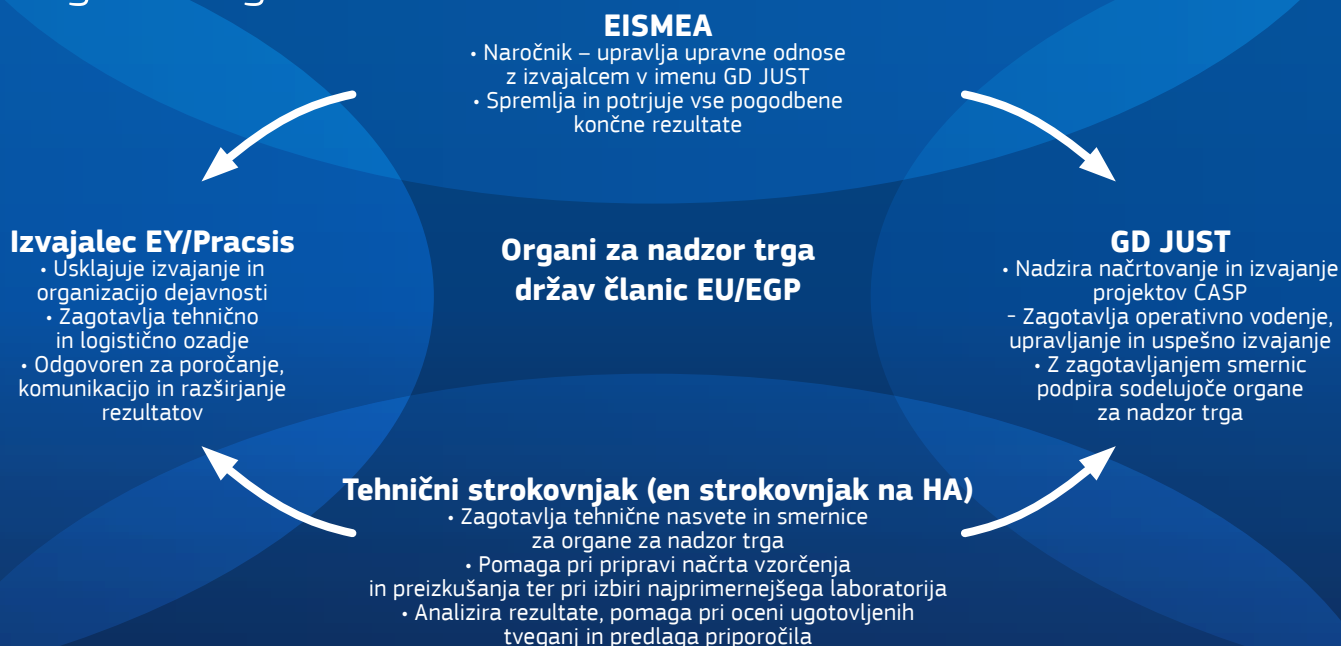 EISMEA
• Naročnik – upravlja upravne odnose
z izvajalcem v imenu GD JUST
• Spremlja in potrjuje vse pogodbene
končne rezultate
Izvajalec EY/Pracsis
• Usklajuje izvajanje in
organizacijo dejavnosti
• Zagotavlja tehnično
in logistično ozadje
• Odgovoren za poročanje,
komunikacijo in razširjanje
rezultatov
Organi za nadzor trga
držav članic EU/EGP
GD JUST
• Nadzira načrtovanje in izvajanje
projektov CASP
– Zagotavlja operativno vodenje,
upravljanje in uspešno izvajanje
• Z zagotavljanjem smernic
podpira sodelujoče organe
za nadzor trga
Tehnični strokovnjak (en strokovnjak na HA)
• Zagotavlja tehnične nasvete in smernice
za organe za nadzor trga
• Pomaga pri pripravi načrta vzorčenja
in preizkušanja ter pri izbiri najprimernejšega laboratorija
• Analizira rezultate, pomaga pri oceni ugotovljenih
tveganj in predlaga priporočila